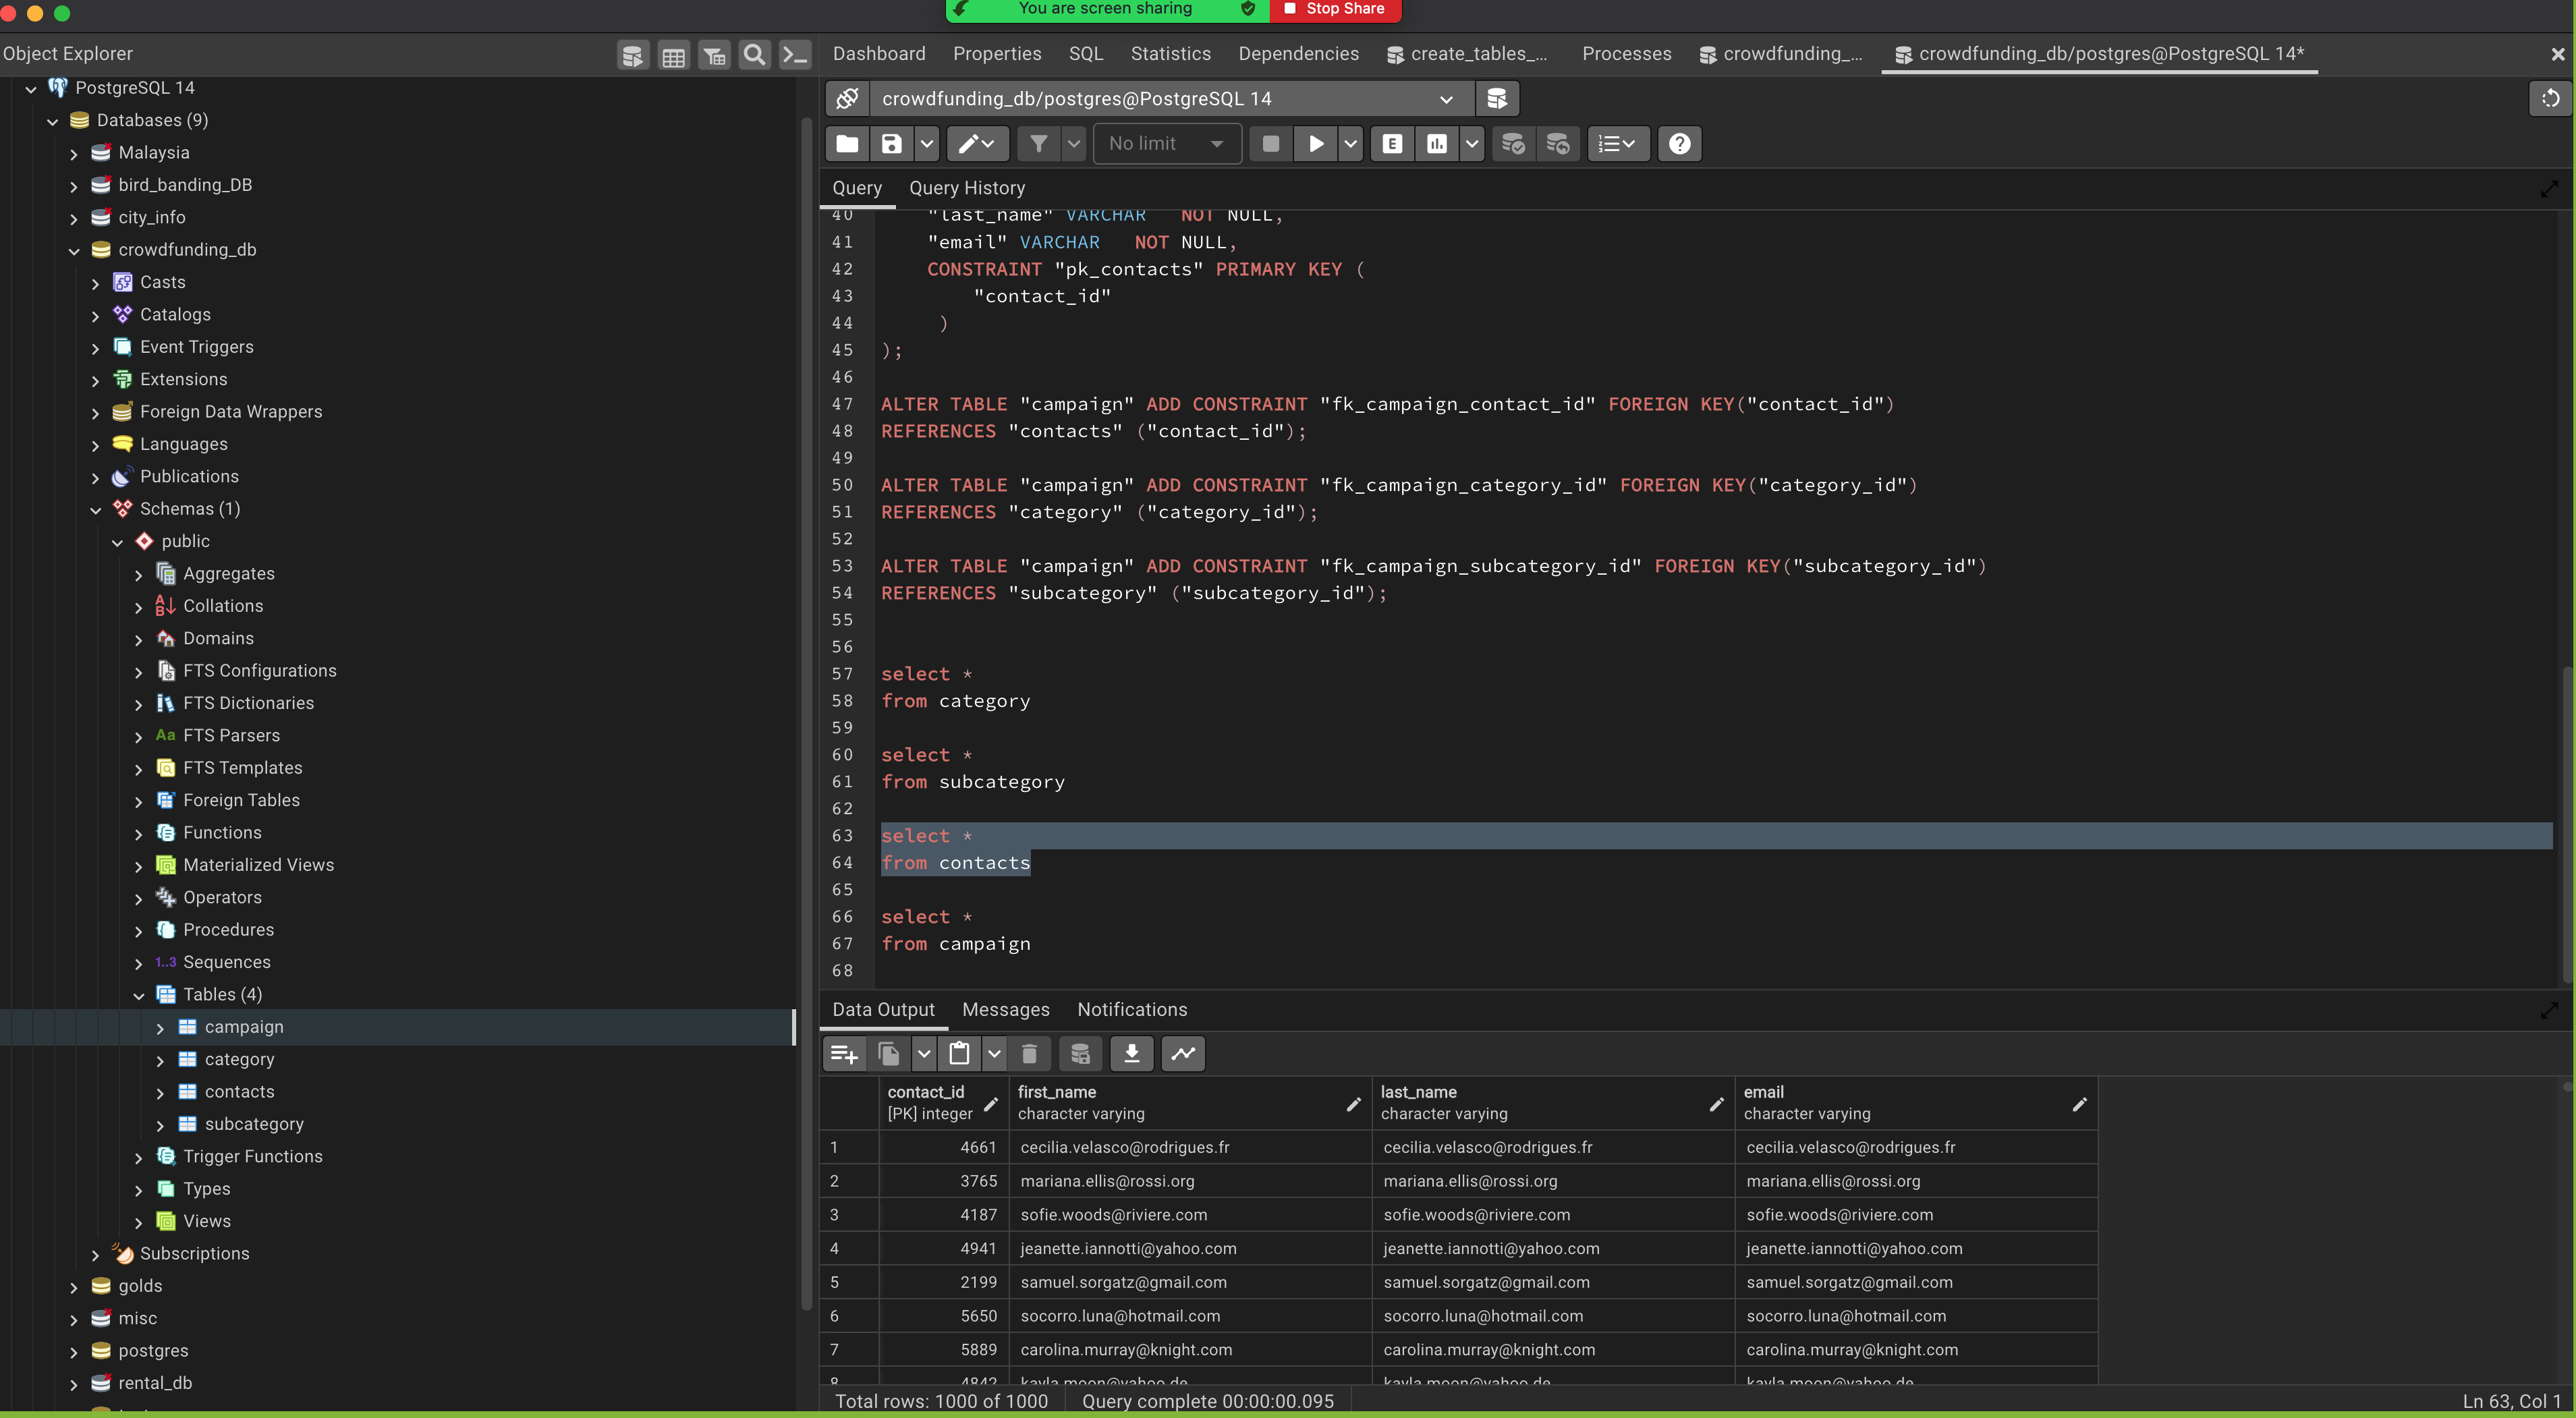 You are screen sharing
Stop Share
Object Explorer
PostgreSQL 14
Databases (9)
Malaysia
bird_banding_DB
city_info
crowdfunding_db
Casts
Catalogs
Event Triggers
Extensions
Foreign Data Wrappers
Languages
Publications
Schemas (1)
public
Aggregates
Collations
Domains
FTS Configurations
FTS Dictionaries
Aa FTS Parsers
FTS Templates
Foreign Tables
Functions
Materialized Views
Operators
Procedures
1..3 Sequences
Tables (4)
campaign
category
contacts
subcategory
Trigger Functions
Types
Views
Subscriptions
golds
misc
postgres
rental_db
Dashboard Properties SQL Statistics Dependencies create_tables_... Processes crowdfunding_... crowdfunding_db/postgres@PostgreSQL 14*
crowdfunding_db/postgres@PostgreSQL 14
No limit
E
Query Query History
40 "last_name" VARCHAR NOT NULL,
41 "email" VARCHAR NOT NULL,
42 CONSTRAINT "pk_contacts" PRIMARY KEY (
43 "contact_id"
44 )
45 );
46
47 ALTER TABLE "campaign" ADD CONSTRAINT "fk_campaign_contact_id" FOREIGN KEY("contact_id")
48 REFERENCES "contacts" ("contact_id");
49
50 ALTER TABLE "campaign" ADD CONSTRAINT "fk_campaign_category_id" FOREIGN KEY("category_id")
51 REFERENCES "category" ("category_id");
52
53 ALTER TABLE "campaign" ADD CONSTRAINT "fk_campaign_subcategory_id" FOREIGN KEY("subcategory_id")
54 REFERENCES "subcategory" ("subcategory_id");
55
56
57 select *
58 from category
59
60 select *
61 from subcategory
62
63 select *
64 from contacts
65
66 select *
67 from campaign
68
Data Output Messages Notifications
contact_id first_name last_name email
[PK] integer character varying character varying character varying
1 4661 cecilia.velasco@rodrigues.fr cecilia.velasco@rodrigues.fr cecilia.velasco@rodrigues.fr
2 3765 mariana.ellis@rossi.org mariana.ellis@rossi.org mariana.ellis@rossi.org
3 4187 sofie.woods@riviere.com sofie.woods@riviere.com sofie.woods@riviere.com
4 4941 jeanette.iannotti@yahoo.com jeanette.iannotti@yahoo.com jeanette.iannotti@yahoo.com
5 2199 samuel.sorgatz@gmail.com samuel.sorgatz@gmail.com samuel.sorgatz@gmail.com
6 5650 socorro.luna@hotmail.com socorro.luna@hotmail.com socorro.luna@hotmail.com
7 5889 carolina.murray@knight.com carolina.murray@knight.com carolina.murray@knight.com
8 4842 kayla.moon@yahoo.de kayla.moon@yahoo.de kayla.moon@yahoo.de
Total rows: 1000 of 1000 Query complete 00:00:00.095 Ln 63, Col 1